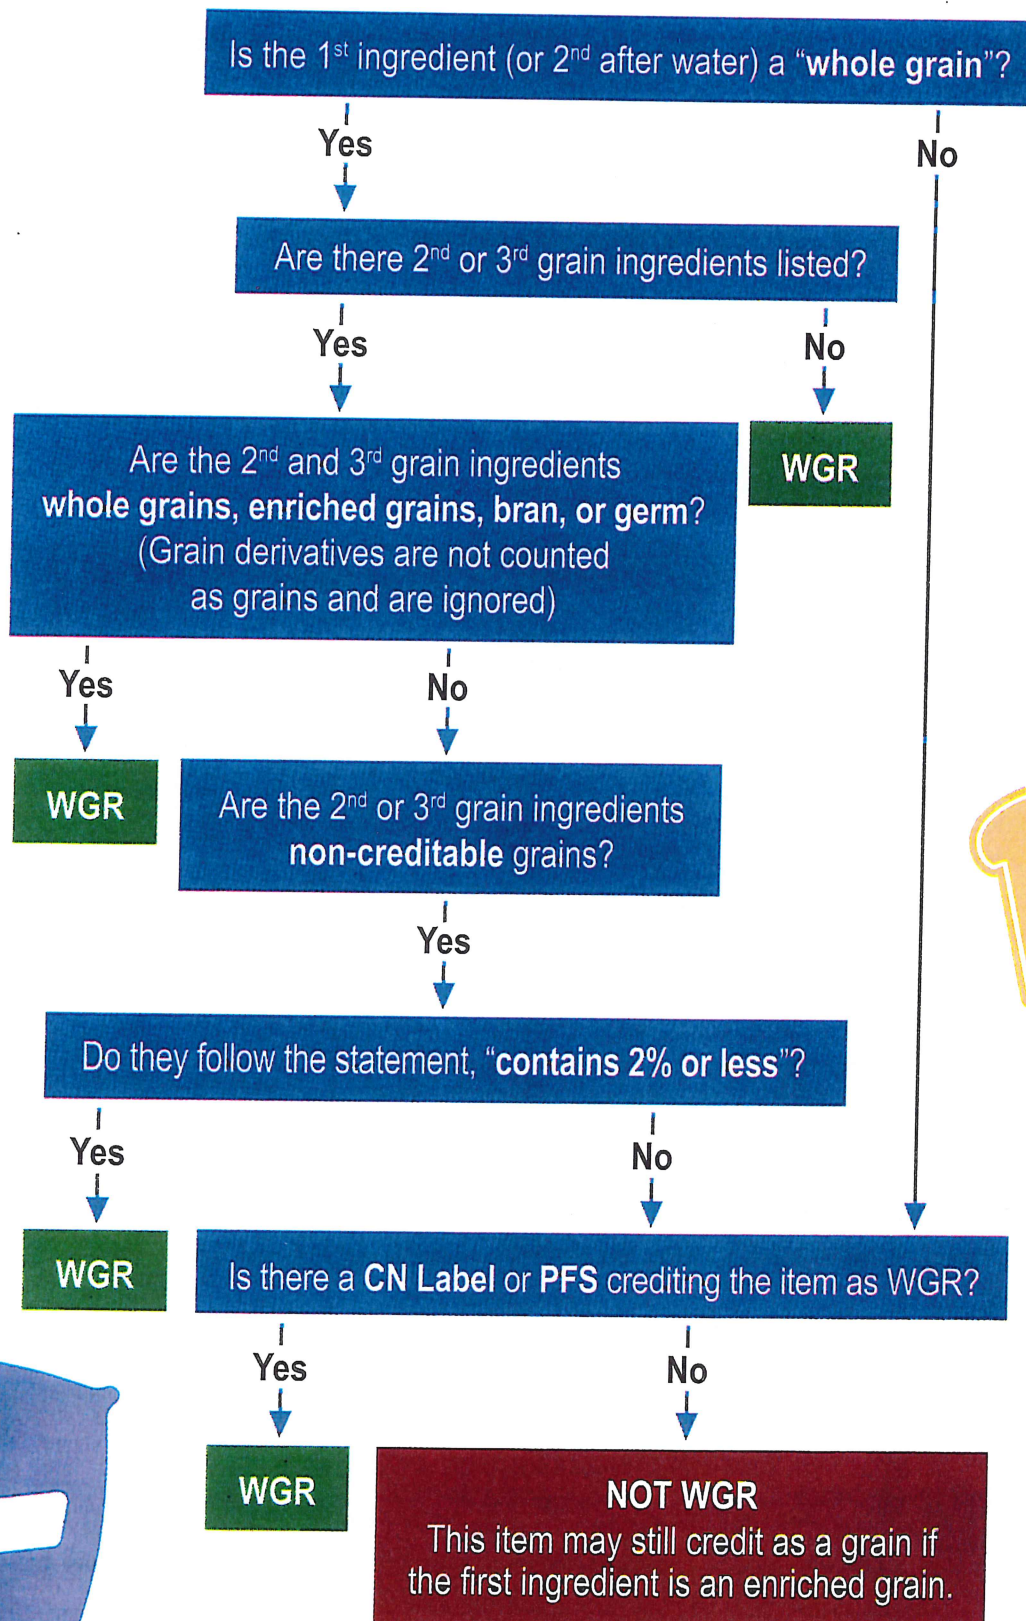 Is the 1st ingredient (or 2nd after water) a “whole grain”?
Yes
No
Are there 2nd or 3rd grain ingredients listed?
Yes
No
Are the 2nd and 3rd grain ingredients
whole grains, enriched grains, bran, or germ?
(Grain derivatives are not counted
as grains and are ignored)
WGR
Yes
No
WGR
Are the 2nd or 3rd grain ingredients
non-creditable grains?
Yes
Do they follow the statement, “contains 2% or less”?
Yes
No
WGR
Is there a CN Label or PFS crediting the item as WGR?
Yes
No
WGR
NOT WGR
This item may still credit as a grain if
the first ingredient is an enriched grain.